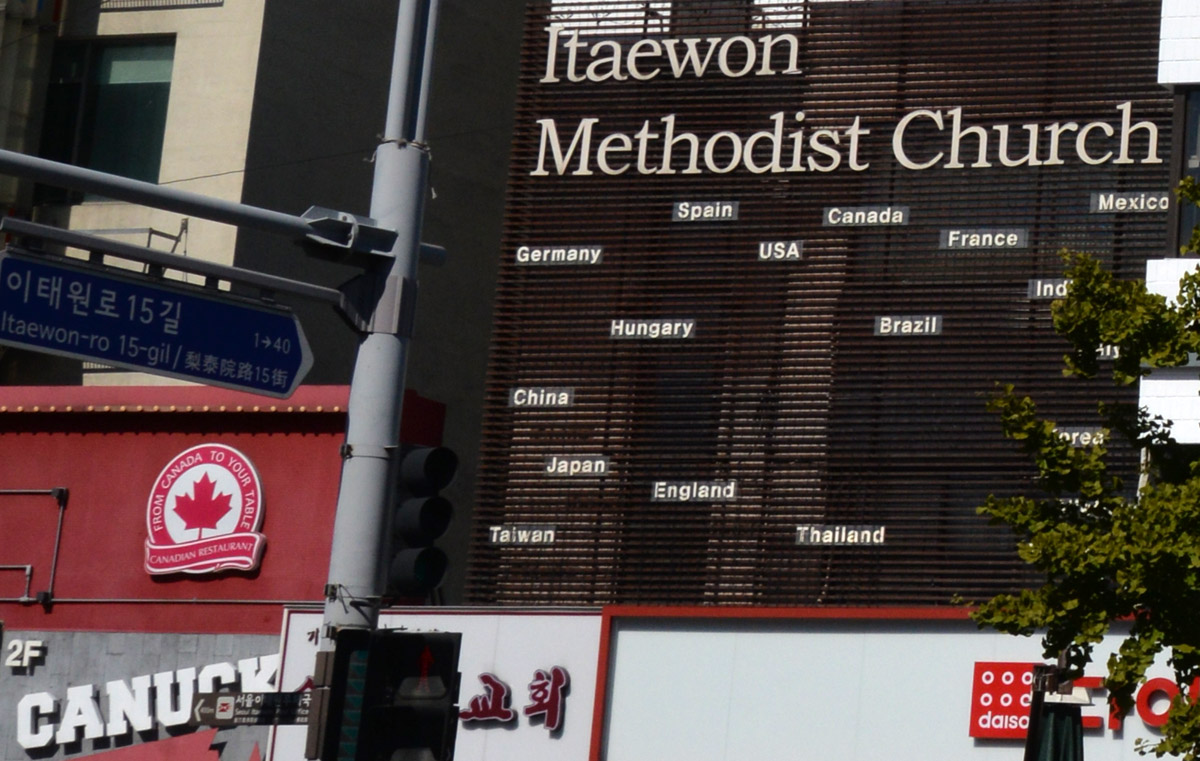 Itaewon
Methodist Church
Spain
Canada
Mexico
Germany
USA
France
Hungary
Brazil
China
Japan
England
Taiwan
Thailand
이태원로 15길
1→40
Itaewon-ro 15-gil / 梨泰院路15街
FROM CANADA TO YOUR TABLE
CANADIAN RESTAURANT
2F
CANUCK
교회
daiso